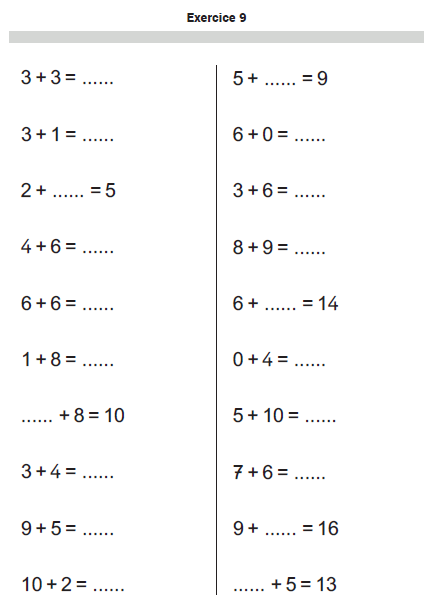 Exercice 9
3 + 3 = ......
3 + 1 = ......
2 + ...... = 5
4 + 6 = ......
6 + 6 = ......
1 + 8 = ......
...... + 8 = 10
3 + 4 = ......
9 + 5 = ......
10 + 2 = ......
5 + ...... = 9
6 + 0 = ......
3 + 6 = ......
8 + 9 = ......
6 + ...... = 14
0 + 4 = ......
5 + 10 = ......
7 + 6 = ......
9 + ...... = 16
...... + 5 = 13